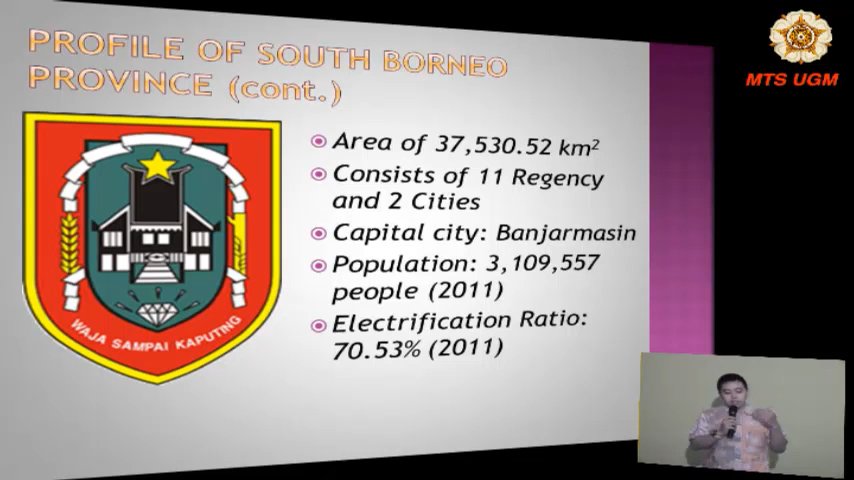 PROFILE OF SOUTH BORNEO
PROVINCE (cont.)
MTS UGM
Area of 37,530.52 km²
Consists of 11 Regency
and 2 Cities
Capital city: Banjarmasin
Population: 3,109,557
people (2011)
Electrification Ratio:
70.53% (2011)
WAJA SAMPAI KAPUTING